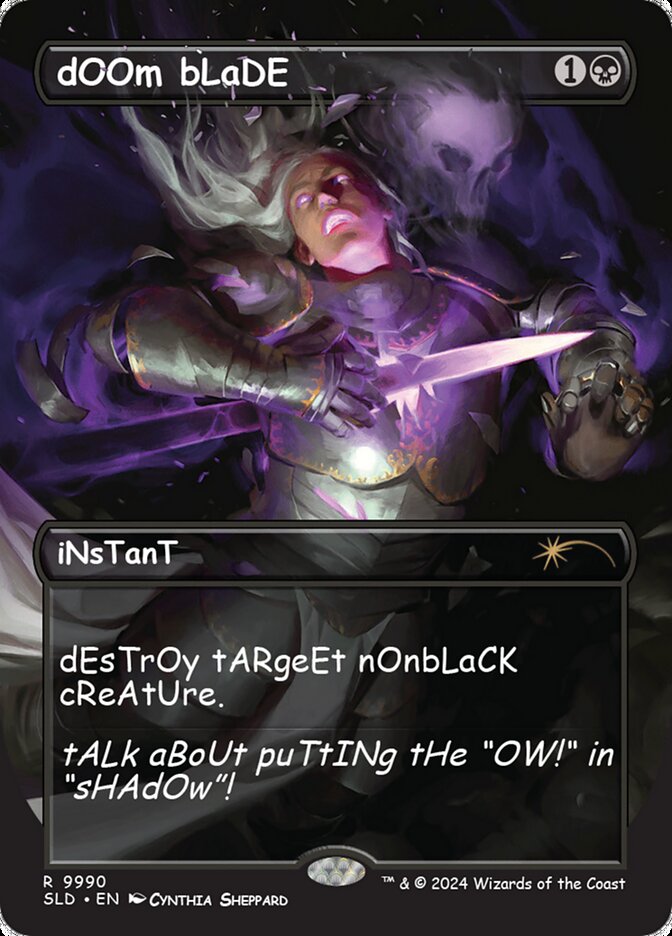 dOOm bLaDE 1
iNsTanT
dEsTrOy tARgeEt nOnbLaCK
cReAtUre.
tALk aBoUt puTtINg tHe "OW!" in
"sHAdOw"!
R 9990
SLD • EN CYNTHIA SHEPPARD
™ & © 2024 Wizards of the Coast